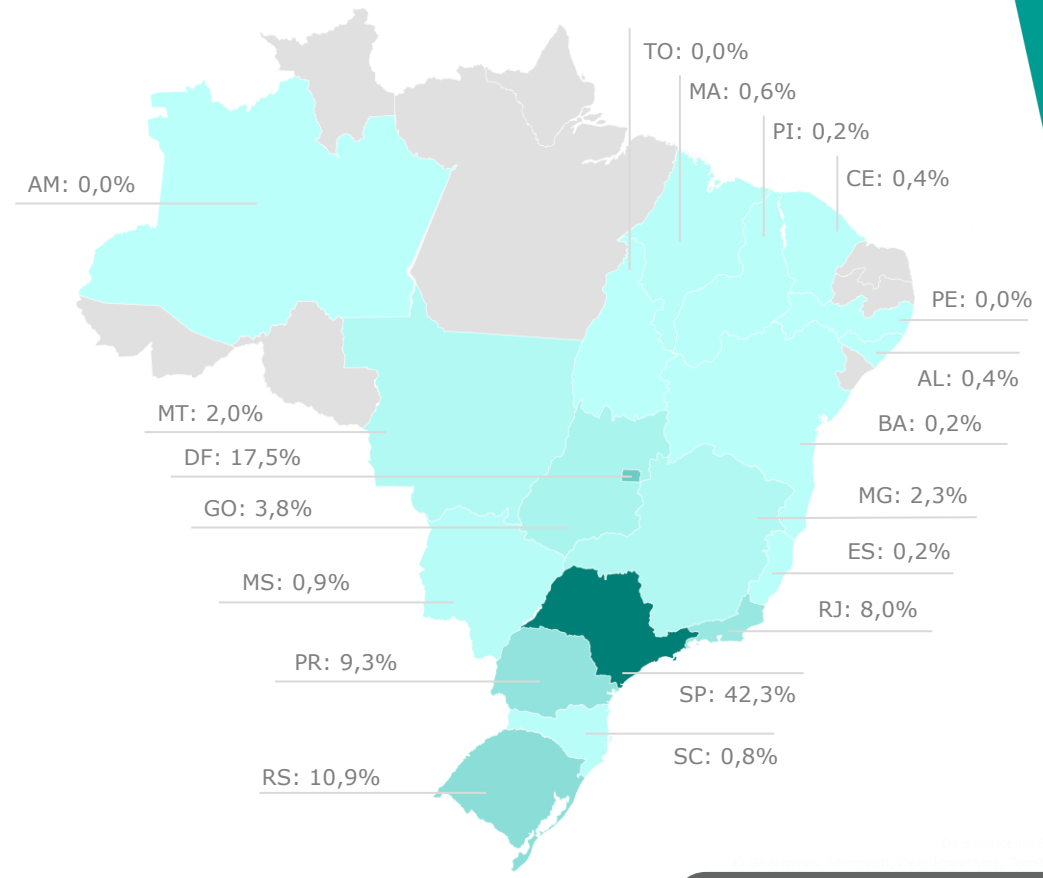 TO: 0,0%
MA: 0,6%
PI: 0,2%
CE: 0,4%
AM: 0,0%
PE: 0,0%
AL: 0,4%
MT: 2,0%
BA: 0,2%
DF: 17,5%
MG: 2,3%
GO: 3,8%
ES: 0,2%
MS: 0,9%
RJ: 8,0%
PR: 9,3%
SP: 42,3%
SC: 0,8%
RS: 10,9%